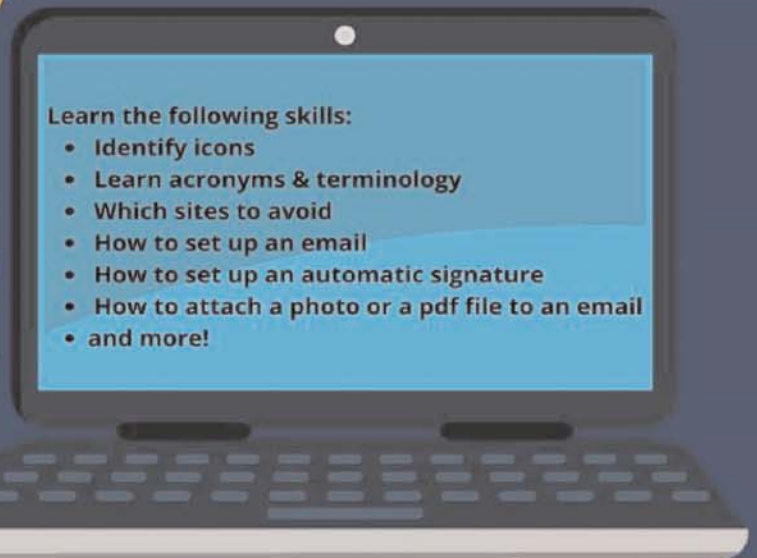 Learn the following skills:
• Identify icons
• Learn acronyms & terminology
• Which sites to avoid
• How to set up an email
• How to set up an automatic signature
• How to attach a photo or a pdf file to an email
• and more!